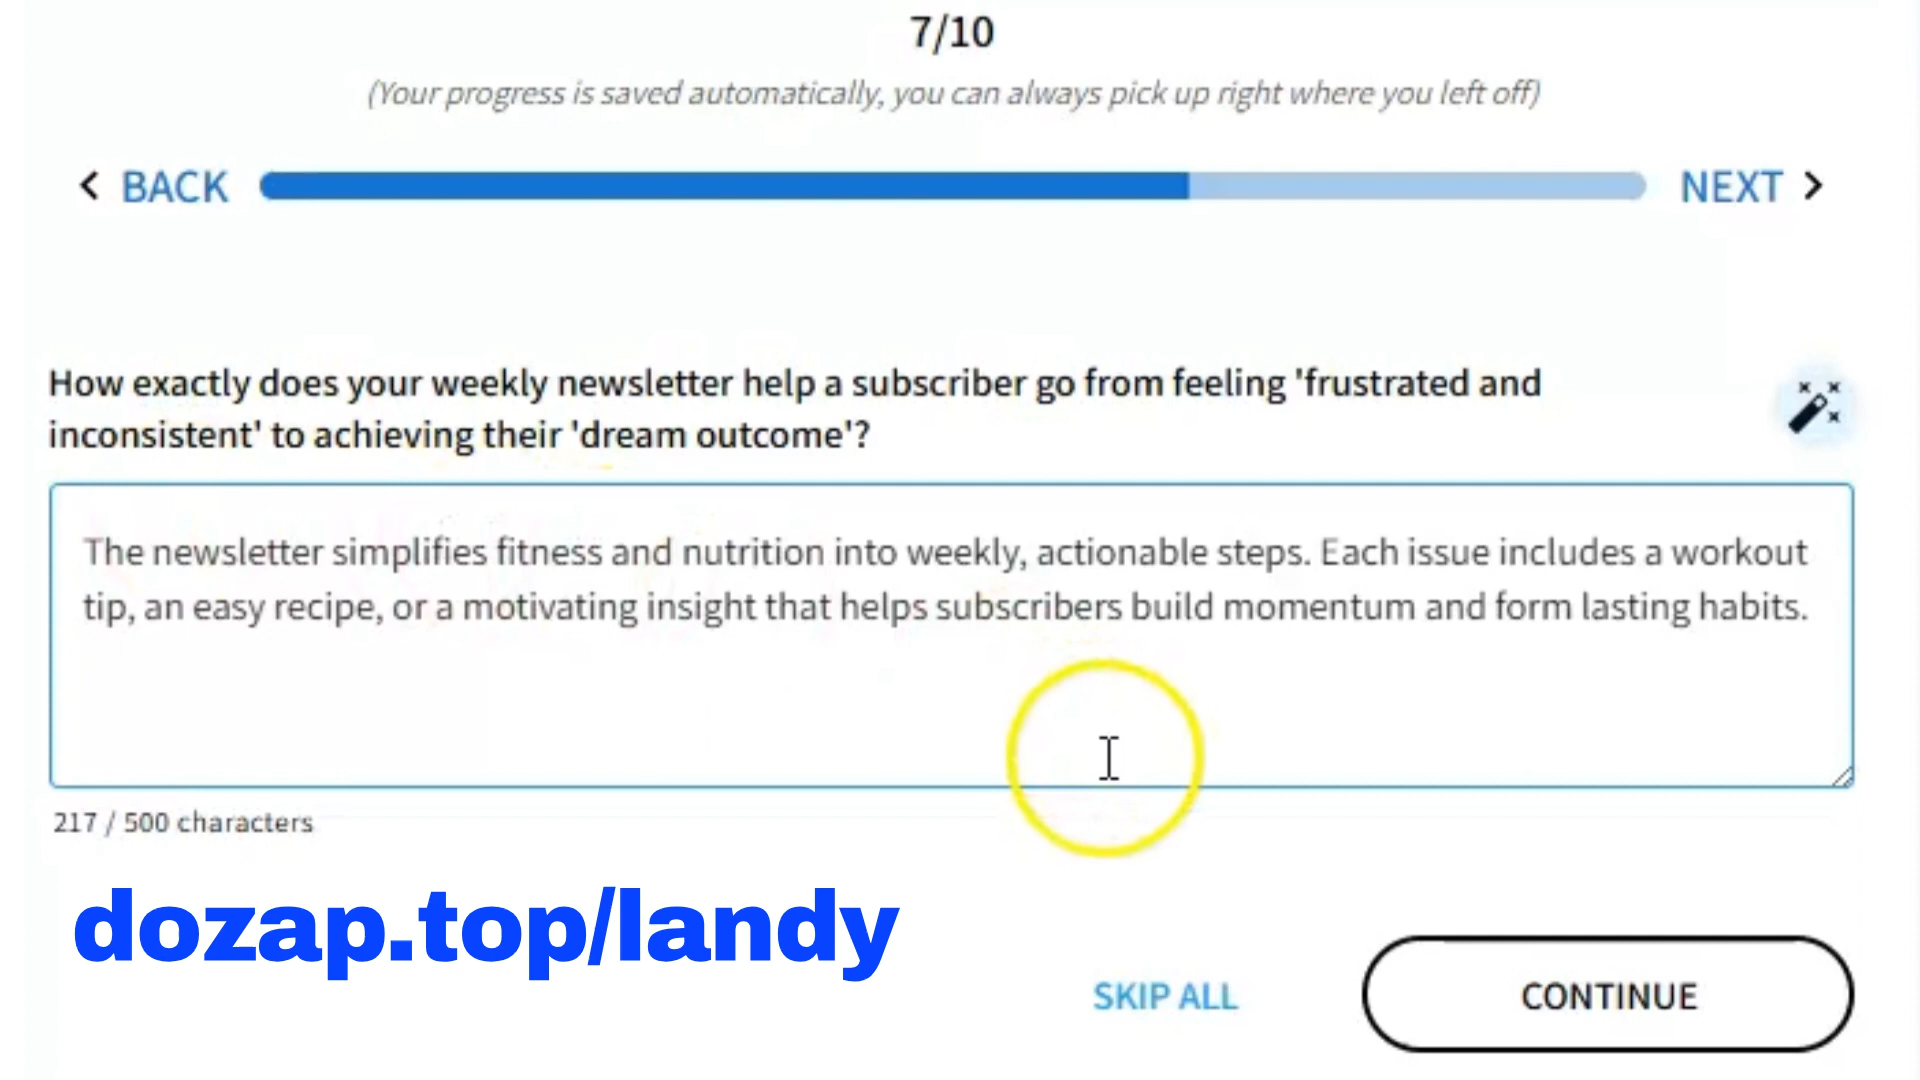 7/10
(Your progress is saved automatically, you can always pick up right where you left off)
BACK
NEXT
How exactly does your weekly newsletter help a subscriber go from feeling 'frustrated and
inconsistent' to achieving their 'dream outcome'?
The newsletter simplifies fitness and nutrition into weekly, actionable steps. Each issue includes a workout
tip, an easy recipe, or a motivating insight that helps subscribers build momentum and form lasting habits.
217 / 500 characters
dozap.top/landy
SKIP ALL
CONTINUE